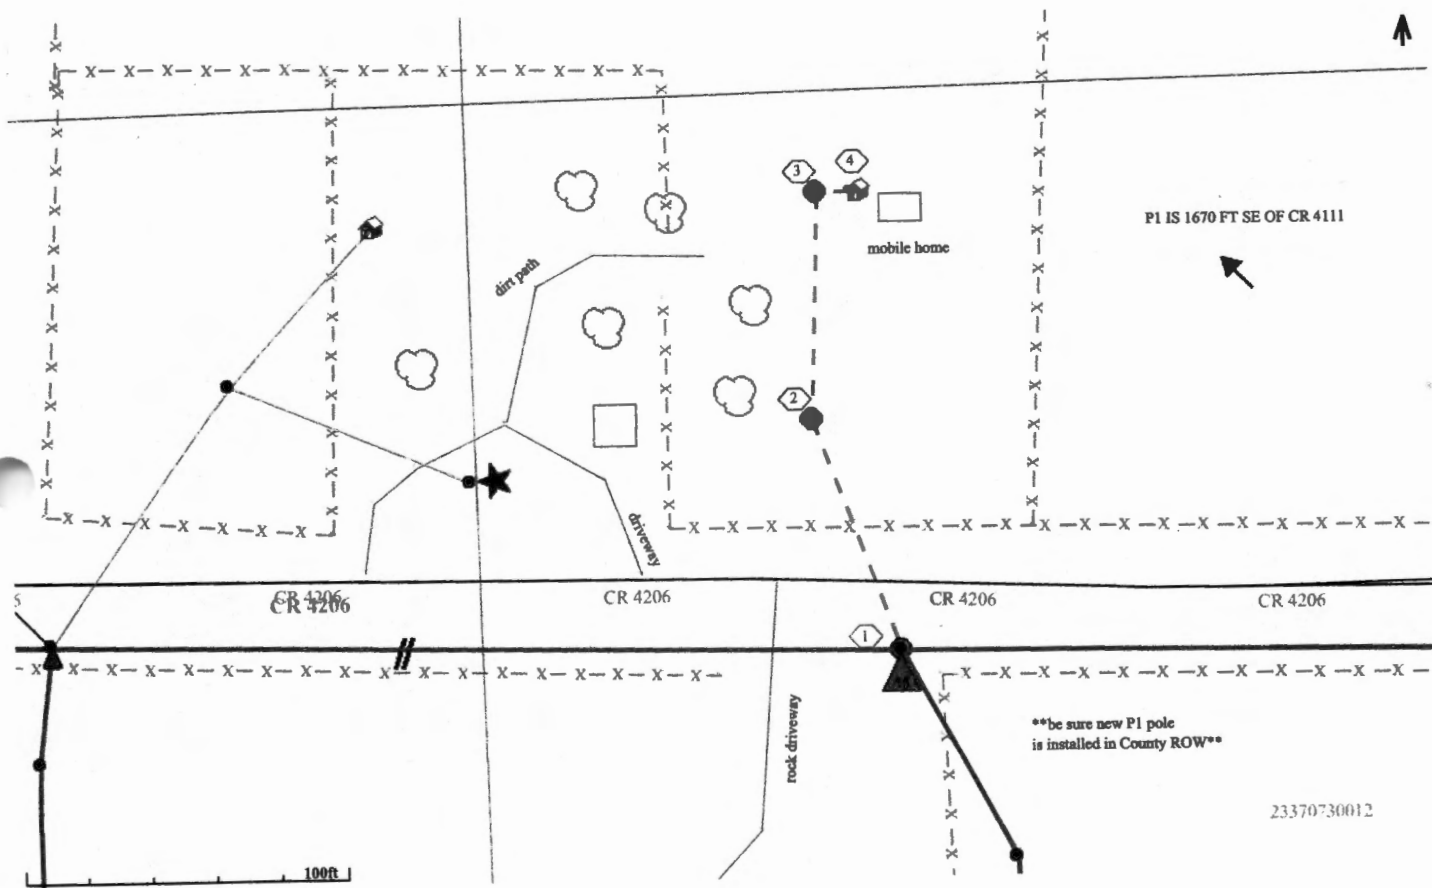 3
4
P1 IS 1670 FT SE OF CR 4111
mobile home
dirt path
2
driveway
CR 4206
CR 4206
CR 4206
CR 4206
CR 4206
1
rock driveway
**be sure new P1 pole
is installed in County ROW**
23370730012
100ft